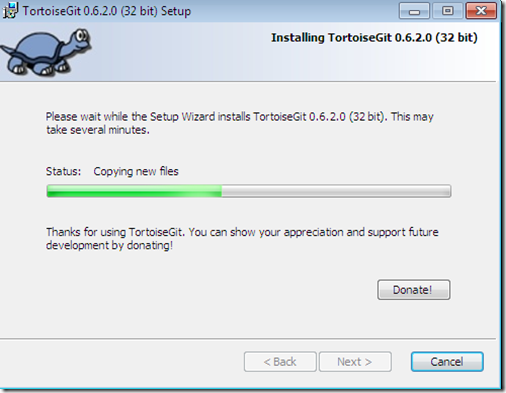 TortoiseGit 0.6.2.0 (32 bit) Setup
Installing TortoiseGit 0.6.2.0 (32 bit)
Please wait while the Setup Wizard installs TortoiseGit 0.6.2.0 (32 bit). This may
take several minutes.
Status: Copying new files
Thanks for using TortoiseGit. You can show your appreciation and support future
development by donating!
Donate!
< Back Next > Cancel